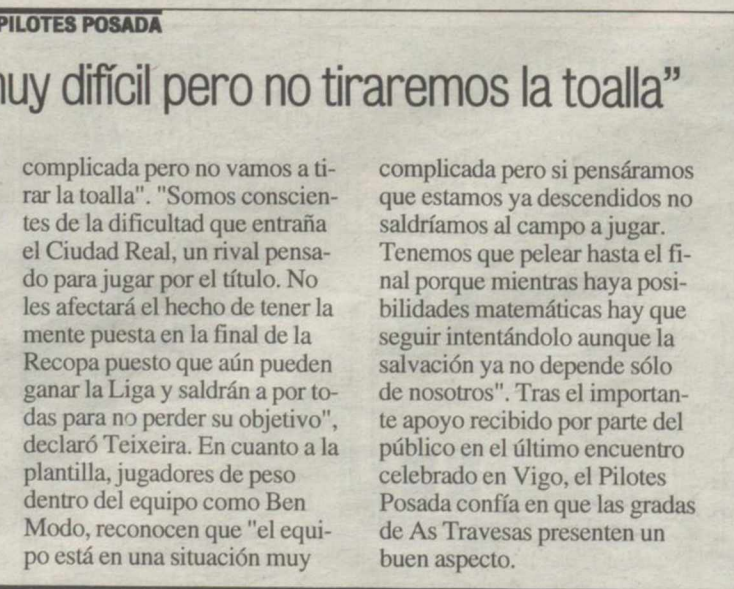 PILOTES POSADA
difícil pero no tiraremos la toalla”
complicada pero no vamos a ti-
rar la toalla". "Somos conscien-
tes de la dificultad que entraña
el Ciudad Real, un rival pensa-
do para jugar por el título. No
les afectará el hecho de tener la
mente puesta en la final de la
Recopa puesto que aún pueden
ganar la Liga y saldrán a por to-
das para no perder su objetivo",
declaró Teixeira. En cuanto a la
plantilla, jugadores de peso
dentro del equipo como Ben
Modo, reconocen que "el equi-
po está en una situación muy
complicada pero si pensáramos
que estamos ya descendidos no
saldríamos al campo a jugar.
Tenemos que pelear hasta el fi-
nal porque mientras haya posi-
bilidades matemáticas hay que
seguir intentándolo aunque la
salvación ya no depende sólo
de nosotros". Tras el importan-
te apoyo recibido por parte del
público en el último encuentro
celebrado en Vigo, el Pilotes
Posada confía en que las gradas
de As Travesas presenten un
buen aspecto.